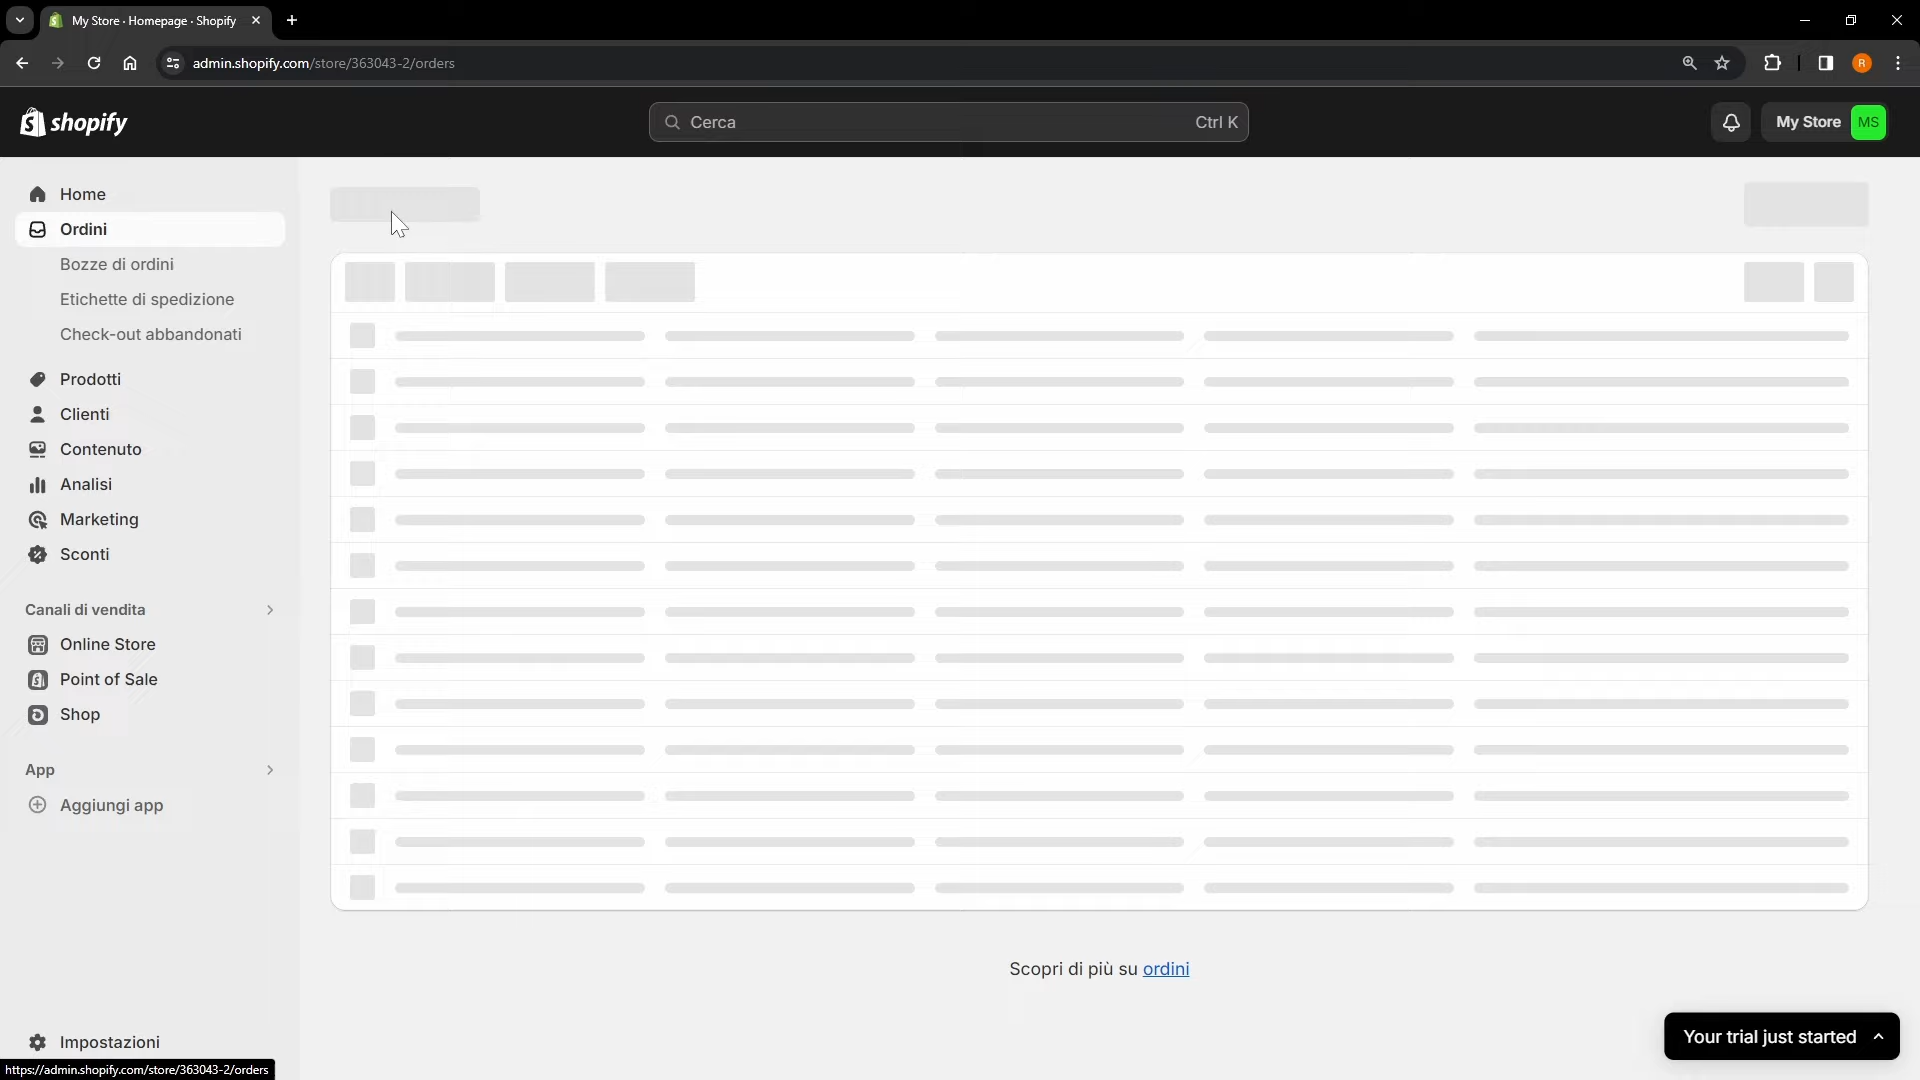 My Store · Homepage · Shopify
admin.shopify.com/store/363043-2/orders
R
shopify
Cerca
Ctrl K
My Store
MS
Home
Ordini
Bozze di ordini
Etichette di spedizione
Check-out abbandonati
Prodotti
Clienti
Contenuto
Analisi
Marketing
Sconti
Canali di vendita
Online Store
Point of Sale
Shop
App
Aggiungi app
Scopri di più su ordini
Impostazioni
Your trial just started
https://admin.shopify.com/store/363043-2/orders